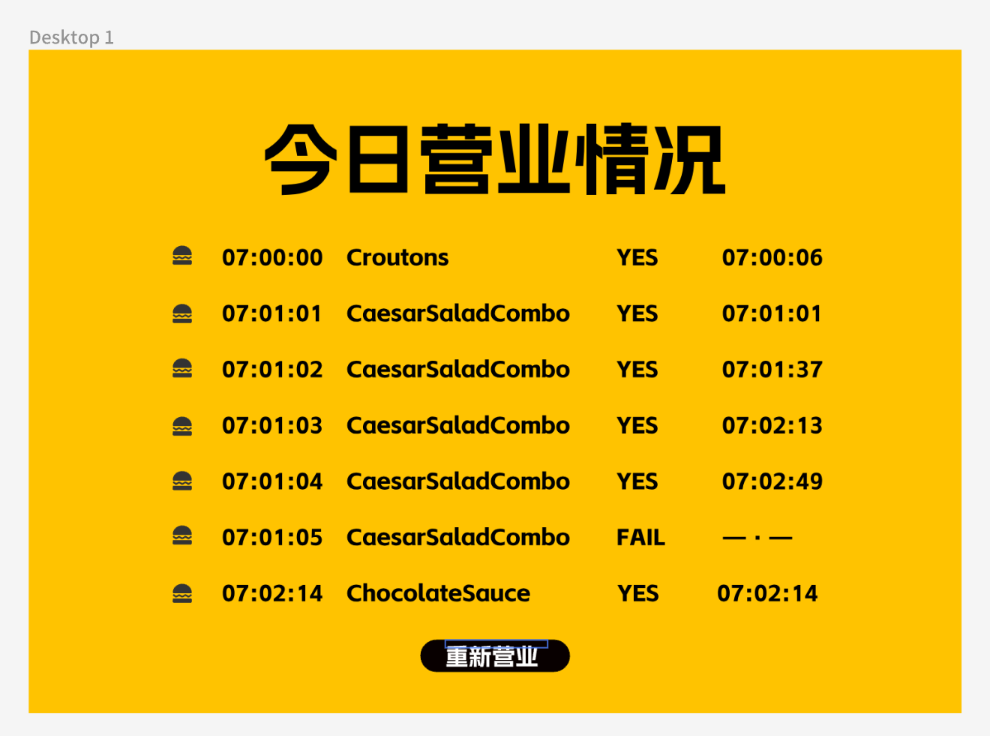 Desktop 1
今日营业情况
07:00:00 Croutons YES 07:00:06
07:01:01 CaesarSaladCombo YES 07:01:01
07:01:02 CaesarSaladCombo YES 07:01:37
07:01:03 CaesarSaladCombo YES 07:02:13
07:01:04 CaesarSaladCombo YES 07:02:49
07:01:05 CaesarSaladCombo FAIL — · —
07:02:14 ChocolateSauce YES 07:02:14
重新营业